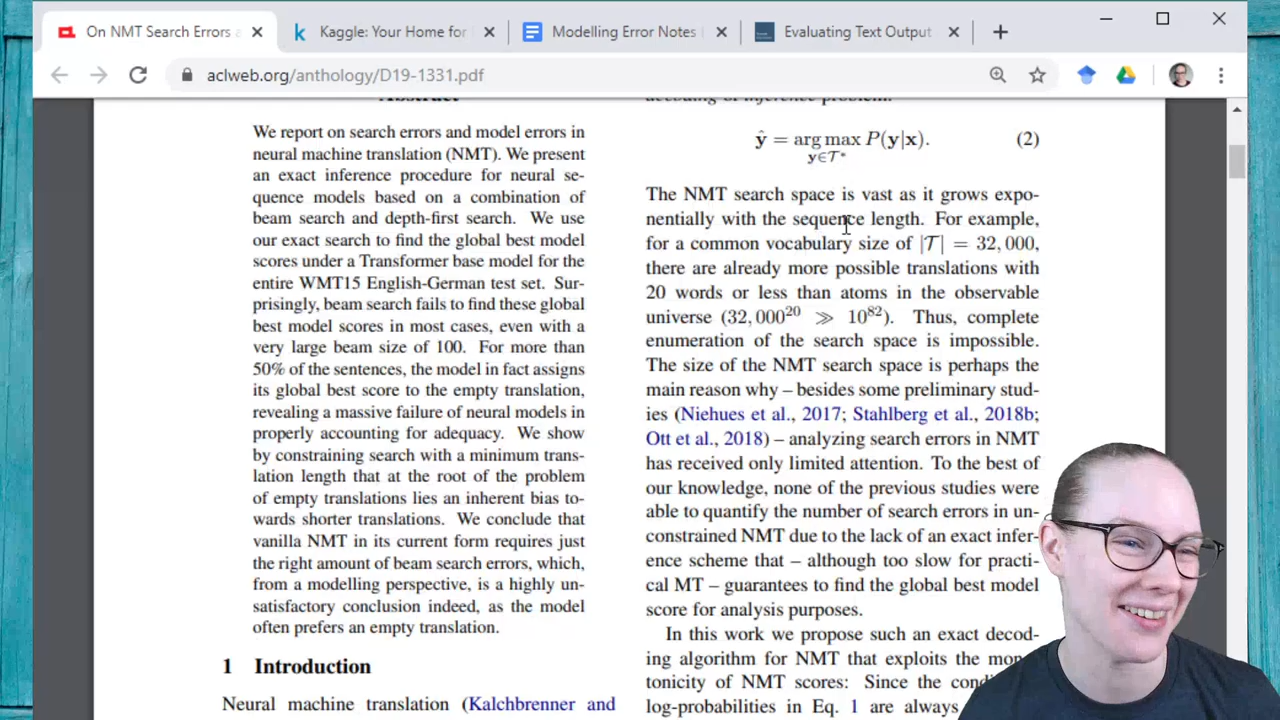 On NMT Search Errors a
Kaggle: Your Home for
Modelling Error Notes
Evaluating Text Output
aclweb.org/anthology/D19-1331.pdf
Abstract
We report on search errors and model errors in
neural machine translation (NMT). We present
an exact inference procedure for neural se-
quence models based on a combination of
beam search and depth-first search. We use
our exact search to find the global best model
scores under a Transformer base model for the
entire WMT15 English-German test set. Sur-
prisingly, beam search fails to find these global
best model scores in most cases, even with a
very large beam size of 100. For more than
50% of the sentences, the model in fact assigns
its global best score to the empty translation,
revealing a massive failure of neural models in
properly accounting for adequacy. We show
by constraining search with a minimum trans-
lation length that at the root of the problem
of empty translations lies an inherent bias to-
wards shorter translations. We conclude that
vanilla NMT in its current form requires just
the right amount of beam search errors, which,
from a modelling perspective, is a highly un-
satisfactory conclusion indeed, as the model
often prefers an empty translation.
1 Introduction
Neural machine translation (Kalchbrenner and
decoding or inference problem:
ŷ = arg max P(y|x). (2)
y∈𝒯*
The NMT search space is vast as it grows expo-
nentially with the sequence length. For example,
for a common vocabulary size of |𝒯| = 32,000,
there are already more possible translations with
20 words or less than atoms in the observable
universe (32,000²⁰ ≫ 10⁸²). Thus, complete
enumeration of the search space is impossible.
The size of the NMT search space is perhaps the
main reason why – besides some preliminary stud-
ies (Niehues et al., 2017; Stahlberg et al., 2018b;
Ott et al., 2018) – analyzing search errors in NMT
has received only limited attention. To the best of
our knowledge, none of the previous studies were
able to quantify the number of search errors in un-
constrained NMT due to the lack of an exact infer-
ence scheme that – although too slow for practi-
cal MT – guarantees to find the global best model
score for analysis purposes.
In this work we propose such an exact decod-
ing algorithm for NMT that exploits the mono
tonicity of NMT scores: Since the cond
log-probabilities in Eq. 1 are always